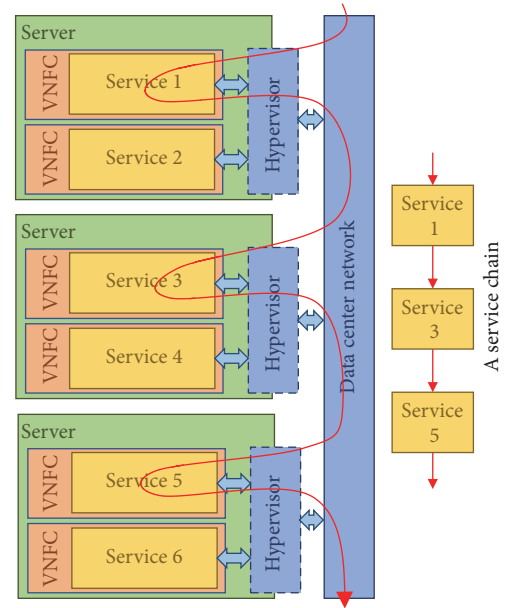 Server
VNFC
Service 1
VNFC
Service 2
Hypervisor
Server
VNFC
Service 3
VNFC
Service 4
Hypervisor
Server
VNFC
Service 5
VNFC
Service 6
Hypervisor
Data center network
Service
1
Service
3
Service
5
A service chain